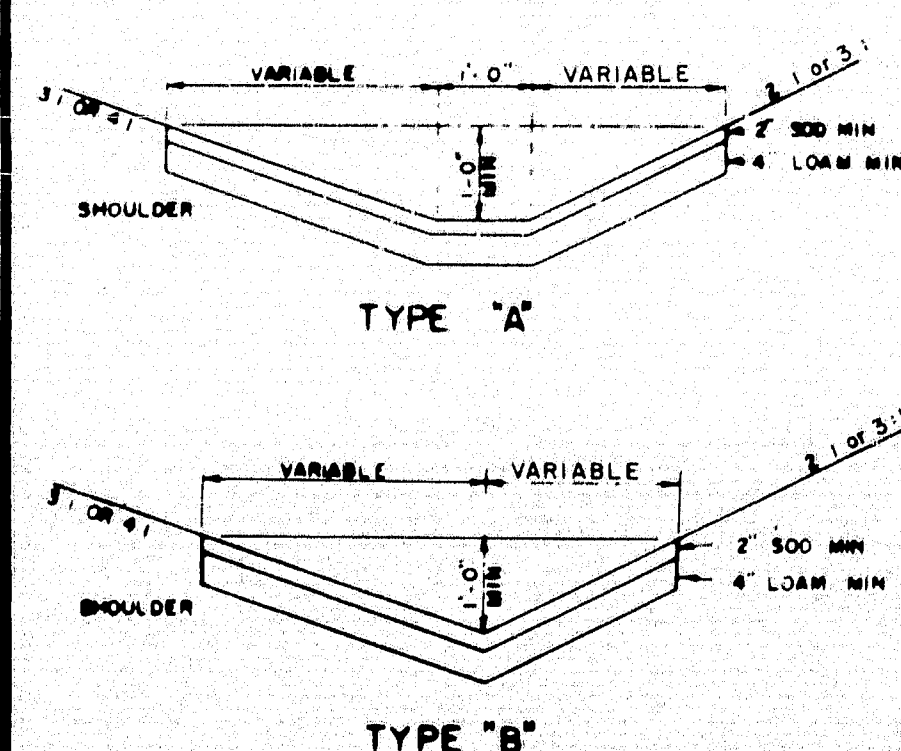 VARIABLE 1'-0" VARIABLE
3:1 OR 4:1
2:1 or 3:
1'-0" MIN
2" SOD MIN
4" LOAM MIN
SHOULDER
TYPE "A"
VARIABLE VARIABLE
3:1 OR 4:1
2:1 or 3:1
1'-0" MIN
2" SOD MIN
4" LOAM MIN
SHOULDER
TYPE "B"